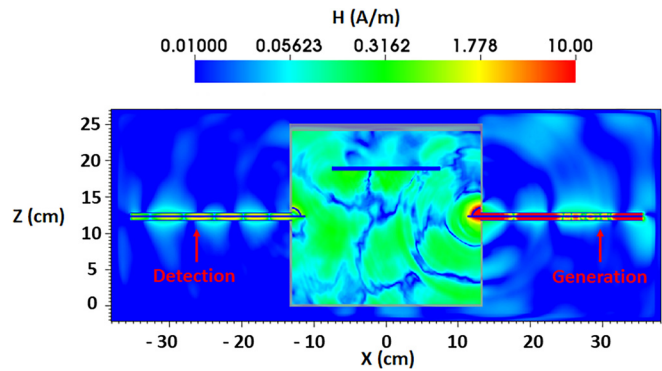 H (A/m)
0.01000 0.05623 0.3162 1.778 10.00
25
20
15
Z (cm)
10
5
0
Detection
Generation
- 30 - 20 - 10 0 10 20 30
X (cm)